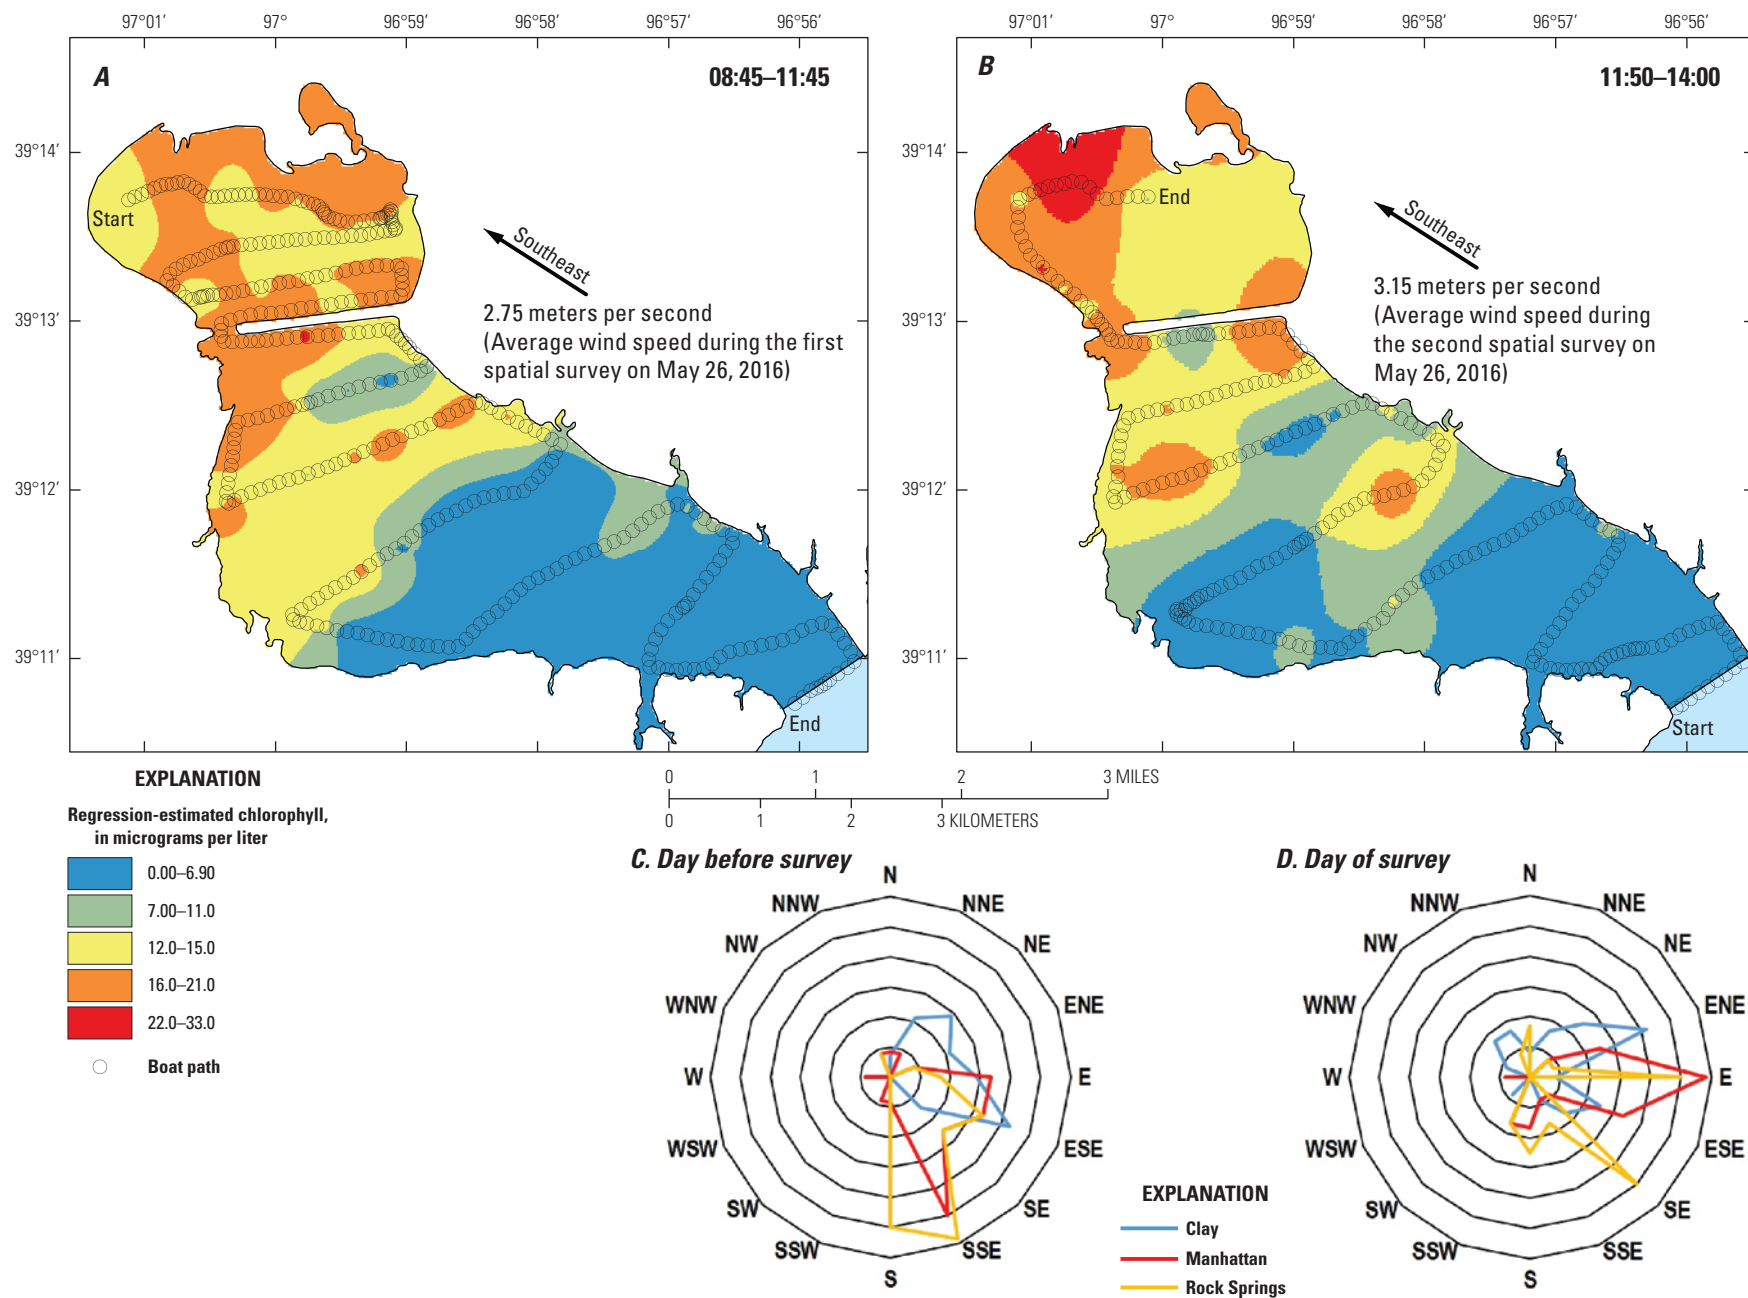 97°01′ 97° 96°59′ 96°58′ 96°57′ 96°56′
97°01′ 97° 96°59′ 96°58′ 96°57′ 96°56′
A
08:45–11:45
B
11:50–14:00
39°14′
39°13′
39°12′
39°11′
39°14′
39°13′
39°12′
39°11′
Start
Southeast
2.75 meters per second
(Average wind speed during the first
spatial survey on May 26, 2016)
End
End
Southeast
3.15 meters per second
(Average wind speed during
the second spatial survey on
May 26, 2016)
Start
EXPLANATION
Regression-estimated chlorophyll,
in micrograms per liter
0.00–6.90
7.00–11.0
12.0–15.0
16.0–21.0
22.0–33.0
Boat path
0 1 2 3 MILES
0 1 2 3 KILOMETERS
C. Day before survey
N
NNE
NE
ENE
E
ESE
SE
SSE
S
SSW
SW
WSW
W
WNW
NW
NNW
D. Day of survey
N
NNE
NE
ENE
E
ESE
SE
SSE
S
SSW
SW
WSW
W
WNW
NW
NNW
EXPLANATION
Clay
Manhattan
Rock Springs